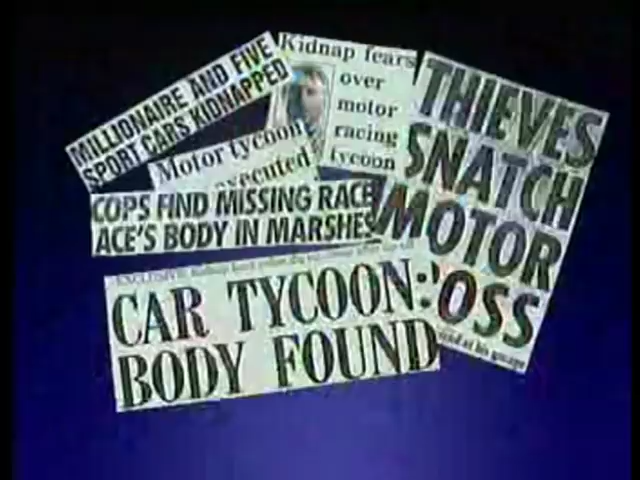 MILLIONAIRE AND FIVE
SPORT CARS KIDNAPPED
Kidnap fears
over
motor
racing
tycoon
Motor tycoon
executed
THIEVES
SNATCH
MOTOR
OSS
COPS FIND MISSING RACE
ACE'S BODY IN MARSHES
CAR TYCOON:
BODY FOUND